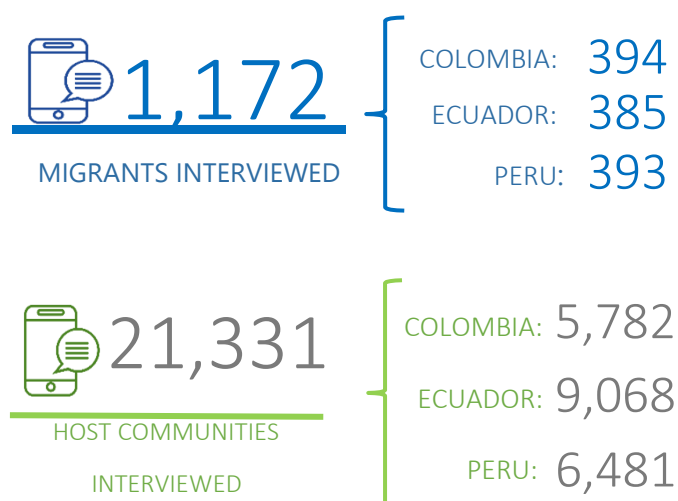 1,172
MIGRANTS INTERVIEWED
COLOMBIA: 394
ECUADOR: 385
PERU: 393
21,331
HOST COMMUNITIES
INTERVIEWED
COLOMBIA: 5,782
ECUADOR: 9,068
PERU: 6,481